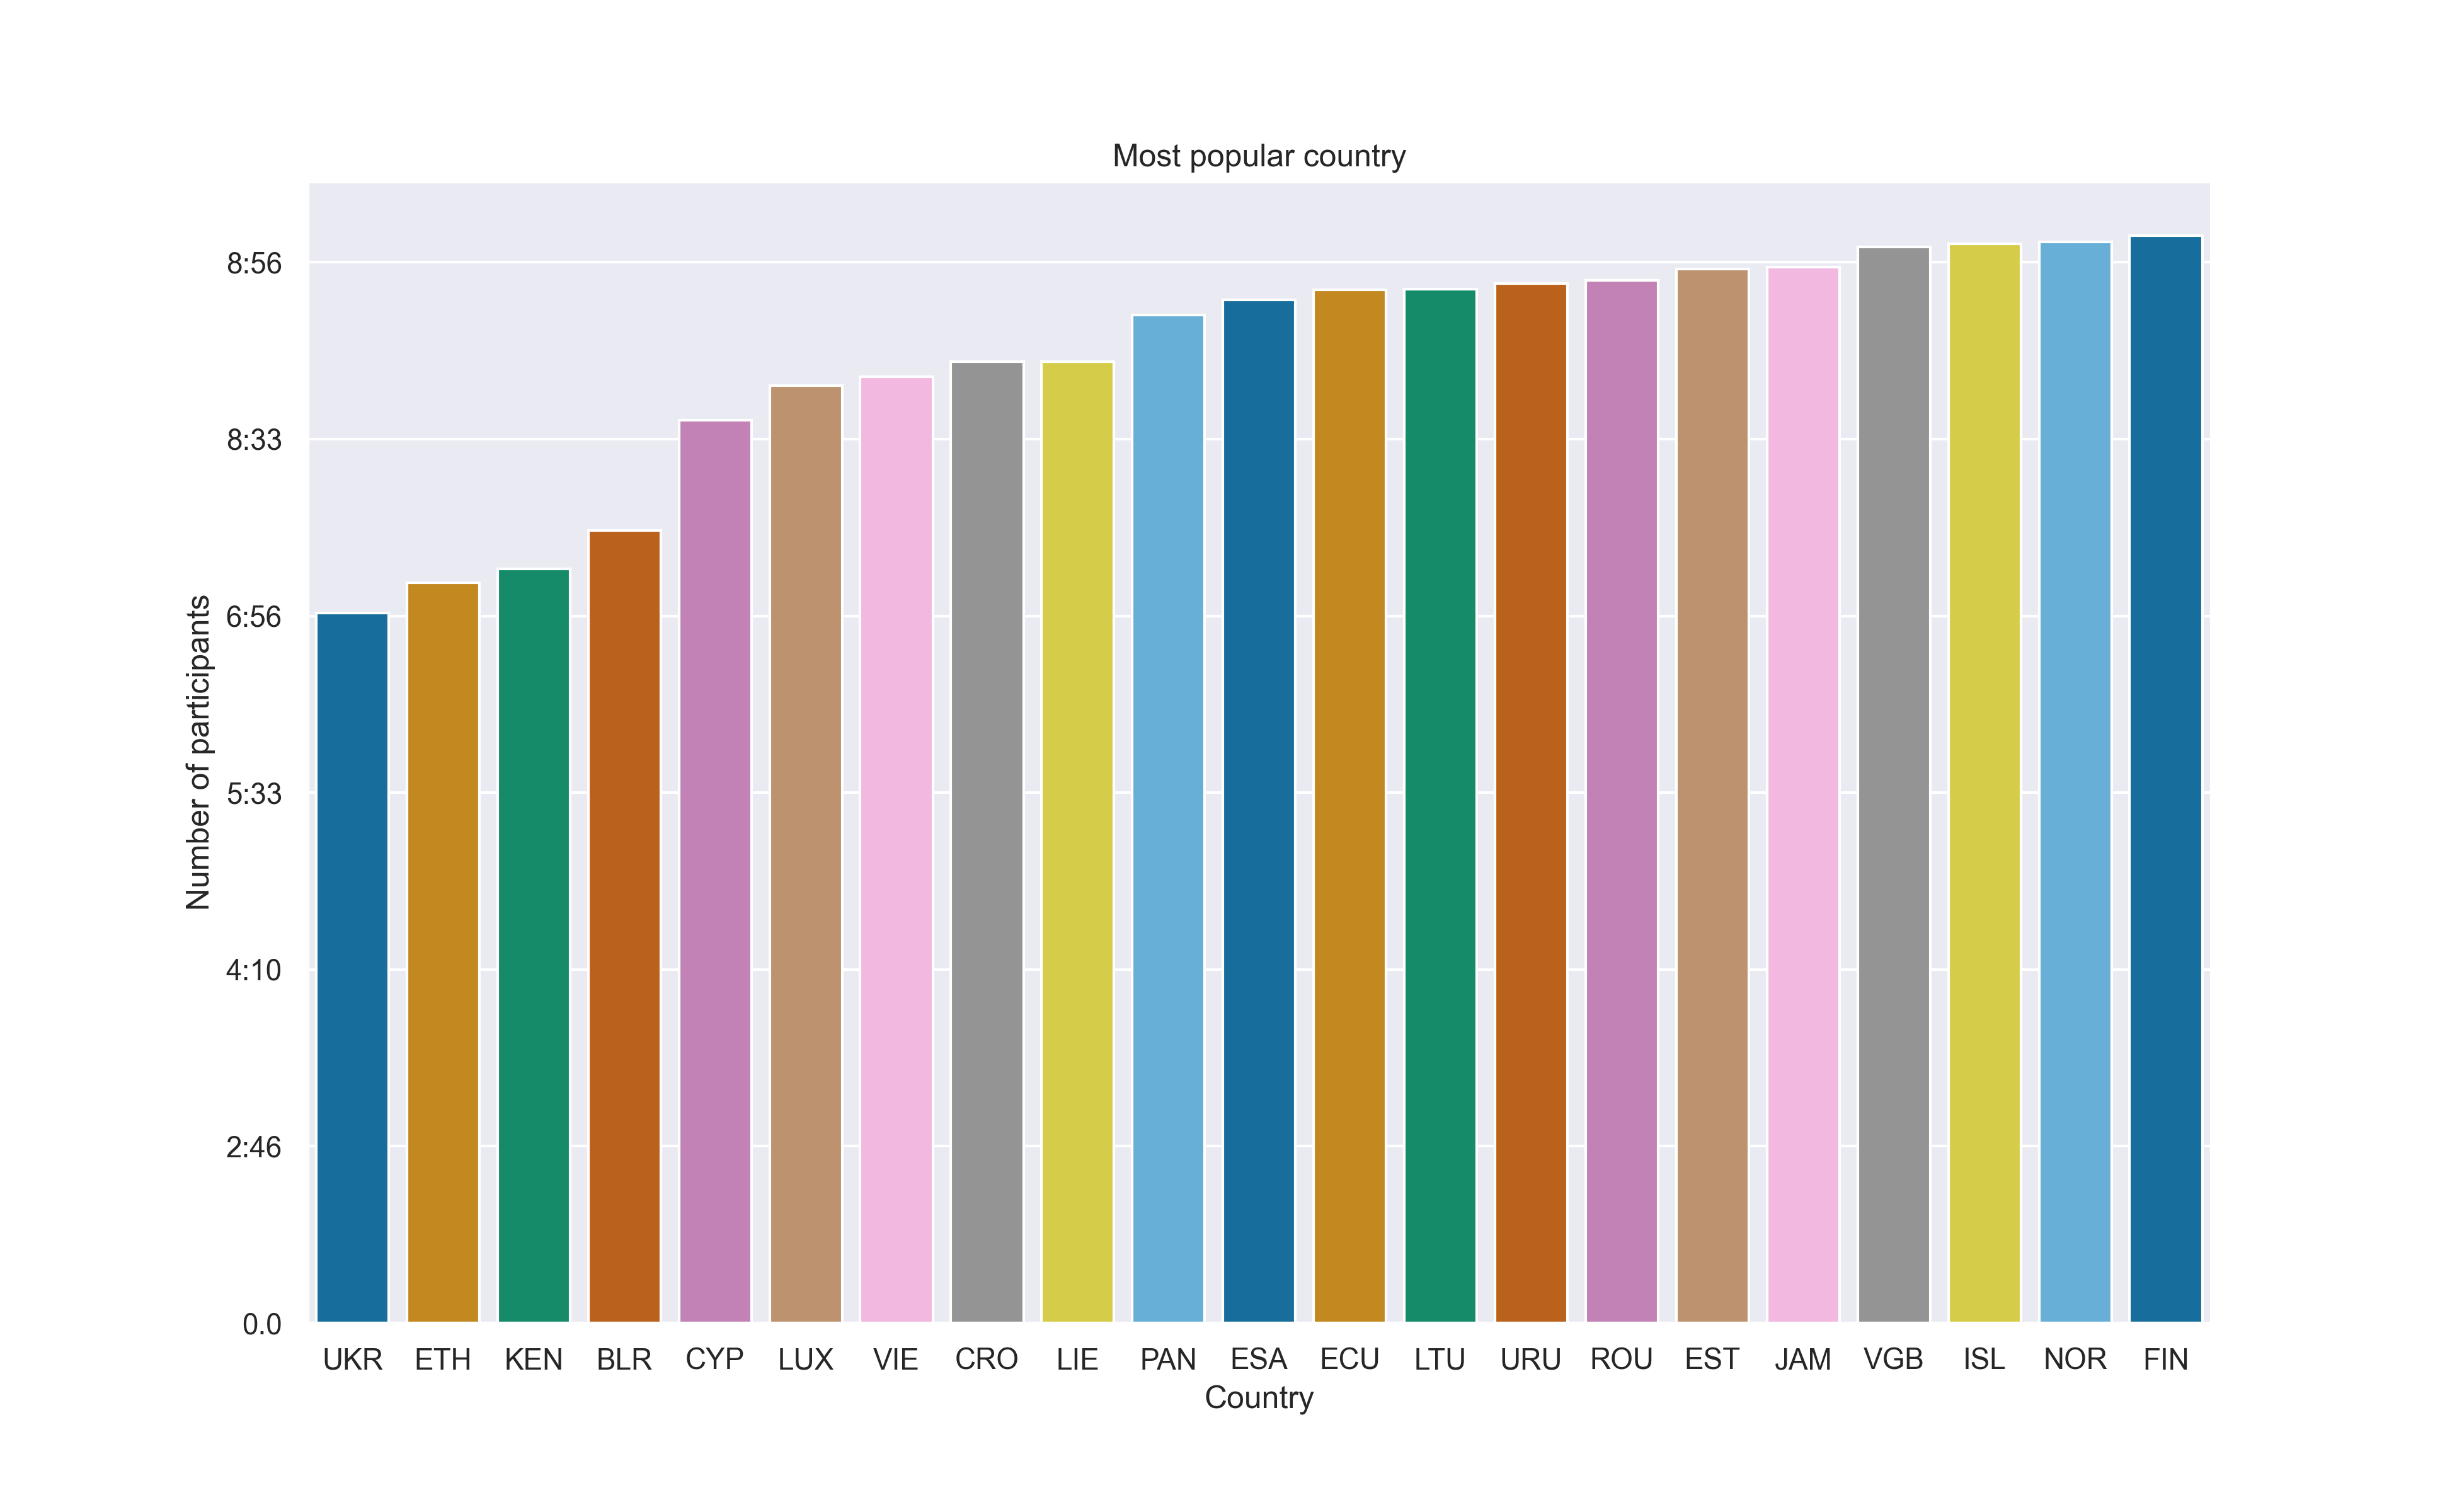 Most popular country
8:56
8:33
6:56
5:33
4:10
2:46
0.0
Number of participants
UKR ETH KEN BLR CYP LUX VIE CRO LIE PAN ESA ECU LTU URU ROU EST JAM VGB ISL NOR FIN
Country